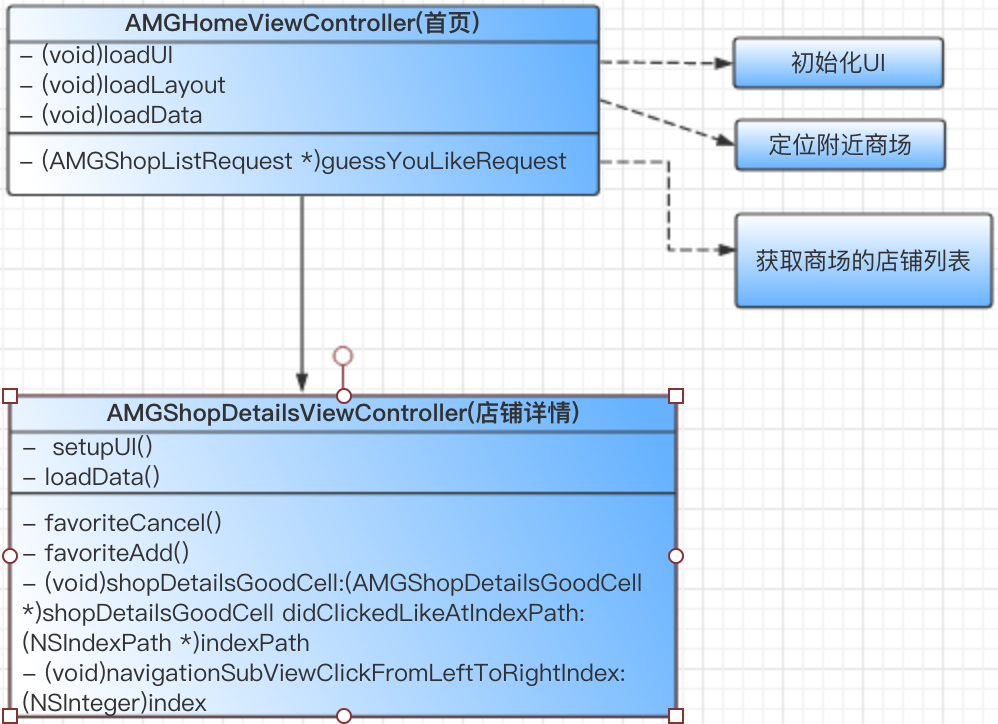 AMGHomeViewController(首页)
- (void)loadUI
- (void)loadLayout
- (void)loadData
- (AMGShopListRequest *)guessYouLikeRequest
初始化UI
定位附近商场
获取商场的店铺列表
AMGShopDetailsViewController(店铺详情)
- setupUI()
- loadData()
- favoriteCancel()
- favoriteAdd()
- (void)shopDetailsGoodCell:(AMGShopDetailsGoodCell
*)shopDetailsGoodCell didClickedLikeAtIndexPath:
(NSIndexPath *)indexPath
- (void)navigationSubViewClickFromLeftToRightIndex:
(NSInteger)index